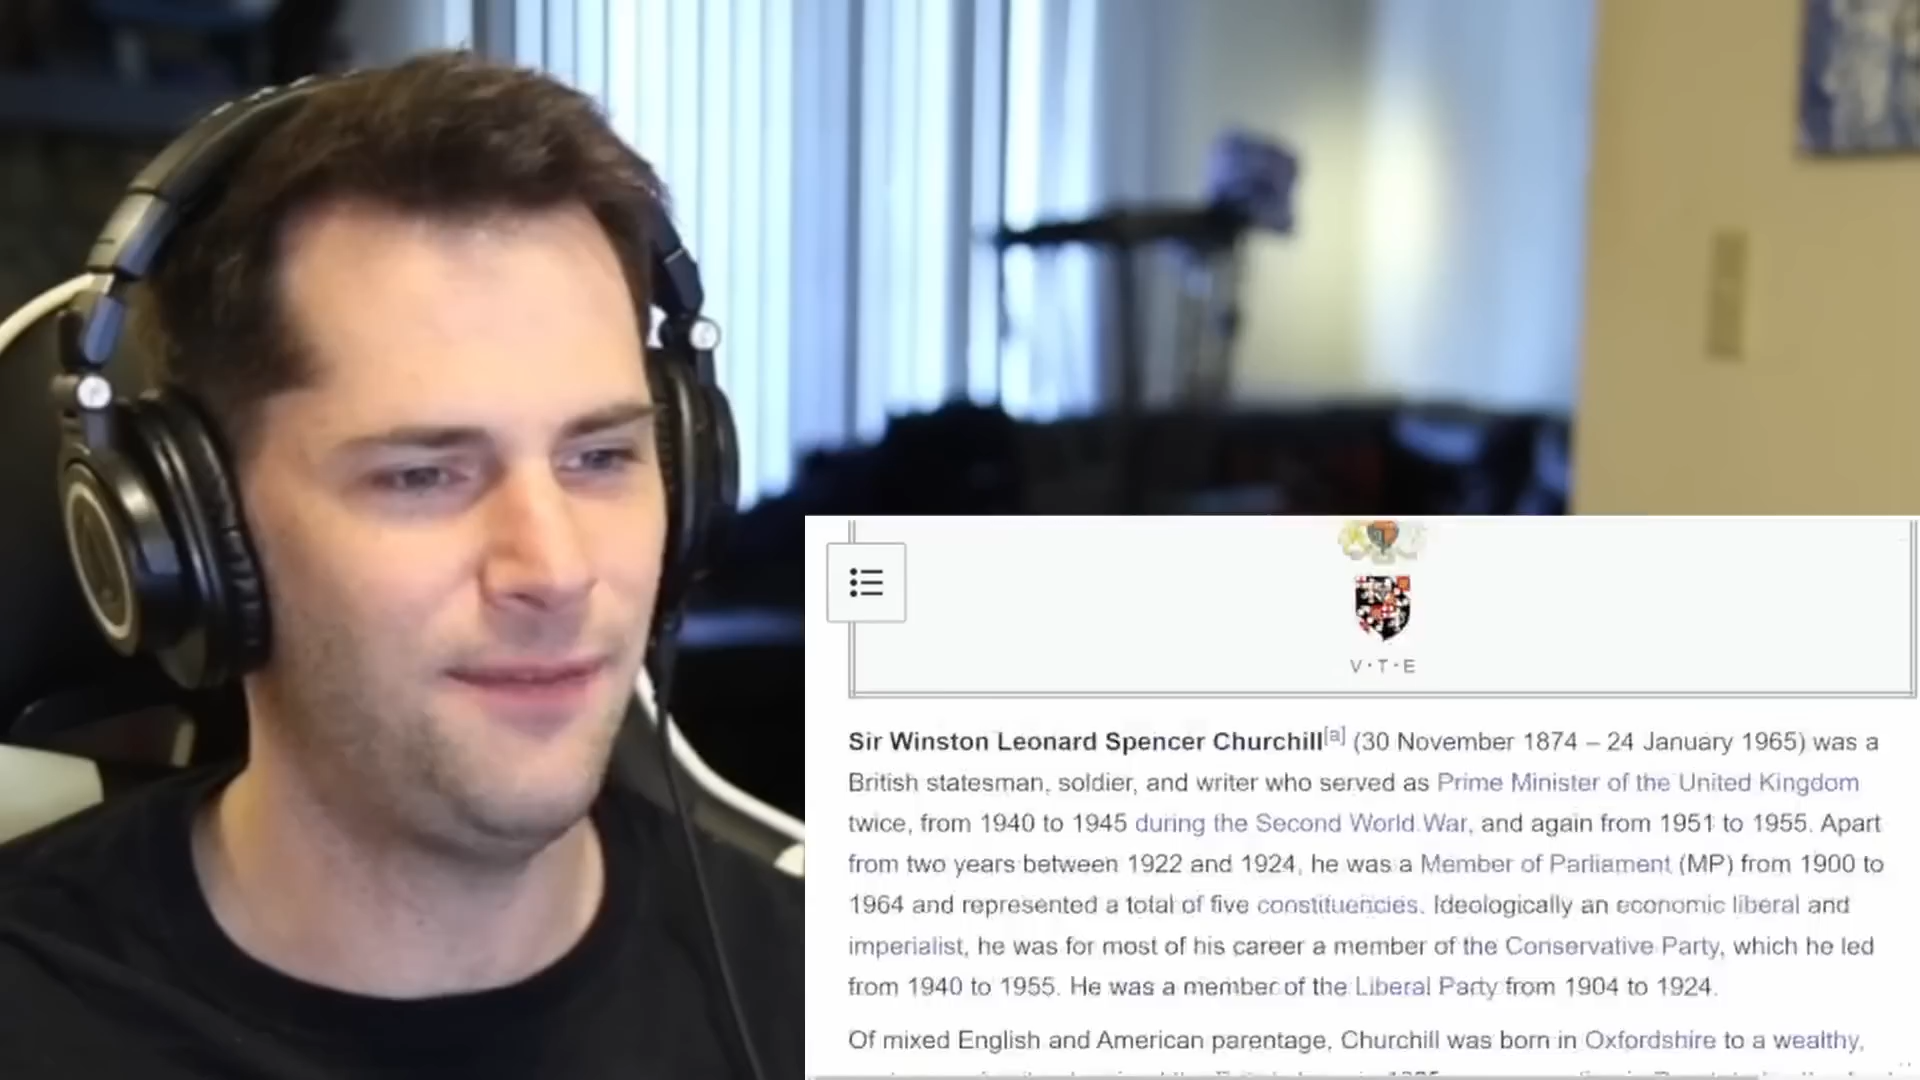 V·T·E
Sir Winston Leonard Spencer Churchill[a] (30 November 1874 – 24 January 1965) was a
British statesman, soldier, and writer who served as Prime Minister of the United Kingdom
twice, from 1940 to 1945 during the Second World War, and again from 1951 to 1955. Apart
from two years between 1922 and 1924, he was a Member of Parliament (MP) from 1900 to
1964 and represented a total of five constituencies. Ideologically an economic liberal and
imperialist, he was for most of his career a member of the Conservative Party, which he led
from 1940 to 1955. He was a member of the Liberal Party from 1904 to 1924.
Of mixed English and American parentage, Churchill was born in Oxfordshire to a wealthy,